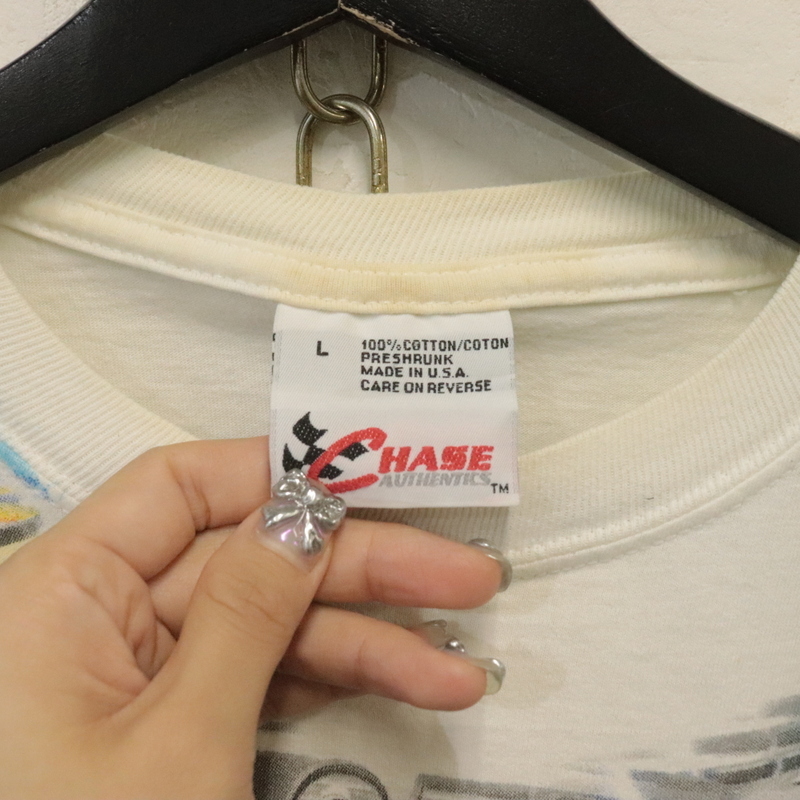 L
100% COTTON/COTON
PRESHRUNK
MADE IN U.S.A.
CARE ON REVERSE
CHASE
AUTHENTICS
TM